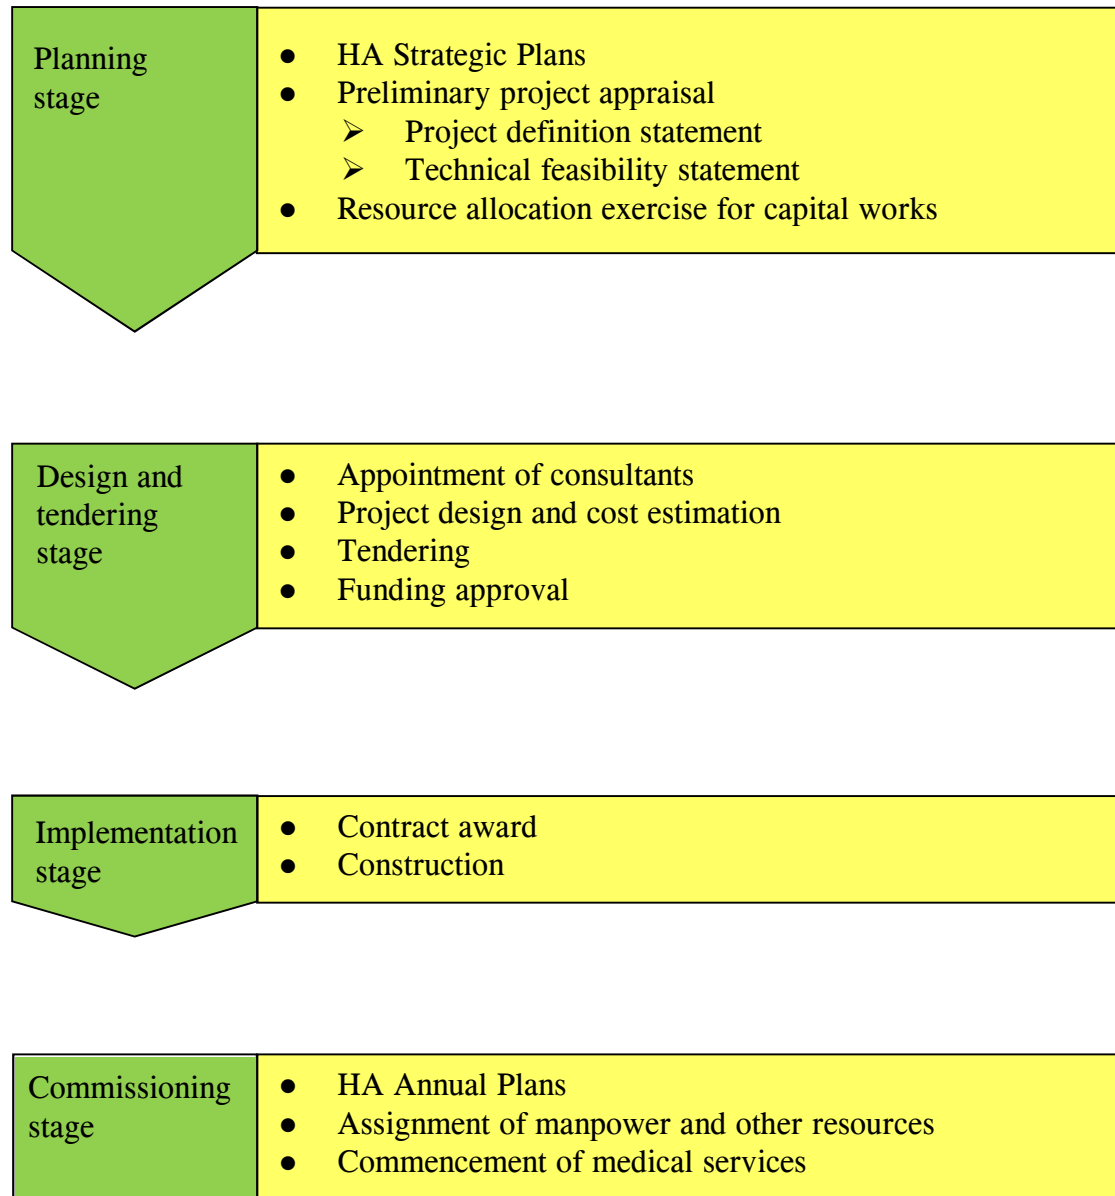 Planning
stage
● HA Strategic Plans
● Preliminary project appraisal
➢ Project definition statement
➢ Technical feasibility statement
● Resource allocation exercise for capital works
Design and
tendering
stage
● Appointment of consultants
● Project design and cost estimation
● Tendering
● Funding approval
Implementation
stage
● Contract award
● Construction
Commissioning
stage
● HA Annual Plans
● Assignment of manpower and other resources
● Commencement of medical services